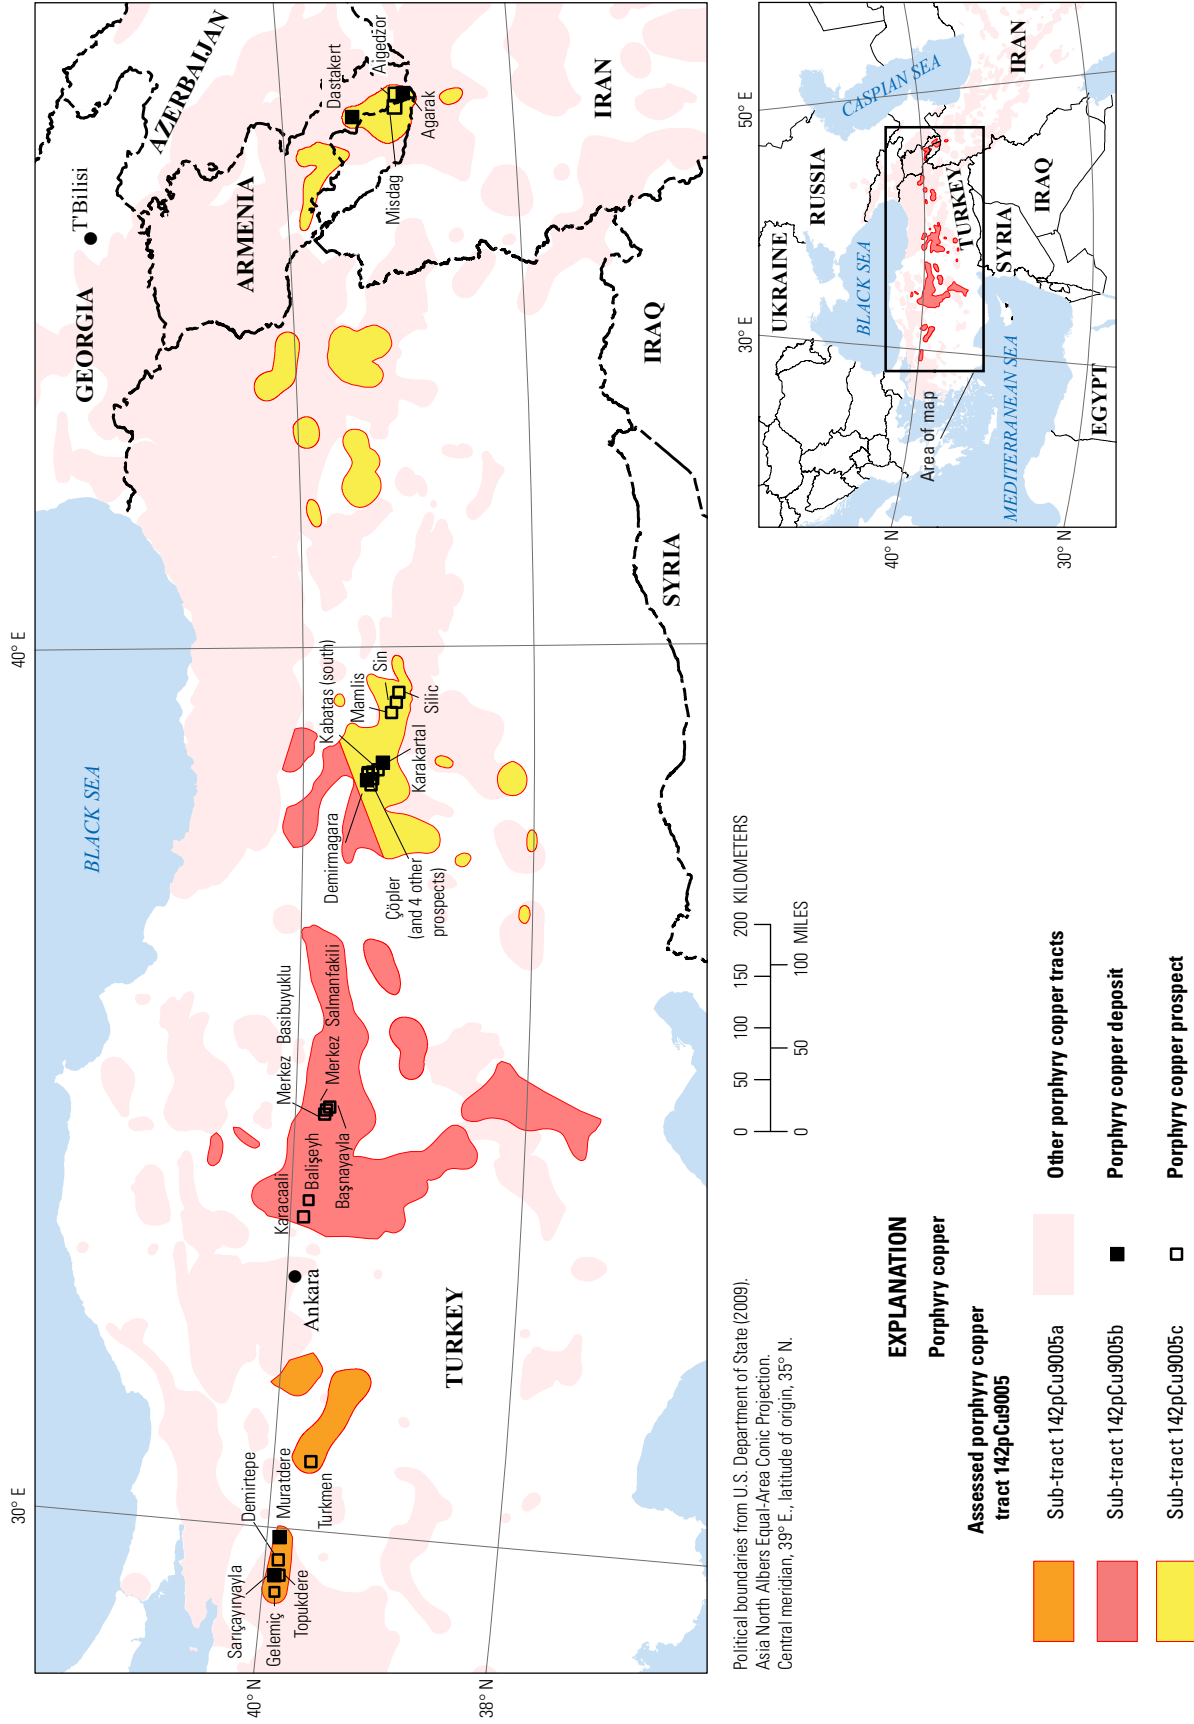 30° E
40° E
40° N
38° N
BLACK SEA
GEORGIA
T'Bilisi
AZERBAIJAN
ARMENIA
IRAN
IRAQ
SYRIA
TURKEY
Ankara
Sarıçayıryayla
Gelemiç
Topukdere
Demirtepe
Muratdere
Turkmen
Karacaali
Balişeyh
Merkez Basibuyuklu
Merkez Salmanfakili
Başnayayla
Demirmagara
Çöpler
(and 4 other
prospects)
Kabatas (south)
Karakartal
Mamlis
Sin
Silic
Dastakert
Aigedzor
Misdag
Agarak
Political boundaries from U.S. Department of State (2009).
Asia North Albers Equal-Area Conic Projection.
Central meridian, 39° E., latitude of origin, 35° N.
0 50 100 150 200 KILOMETERS
0 50 100 MILES
EXPLANATION
Porphyry copper
Assessed porphyry copper
tract 142pCu9005
Sub-tract 142pCu9005a
Sub-tract 142pCu9005b
Sub-tract 142pCu9005c
Other porphyry copper tracts
Porphyry copper deposit
Porphyry copper prospect
30° E
50° E
40° N
30° N
UKRAINE
RUSSIA
BLACK SEA
CASPIAN SEA
TURKEY
SYRIA
IRAQ
IRAN
MEDITERRANEAN SEA
EGYPT
Area of map